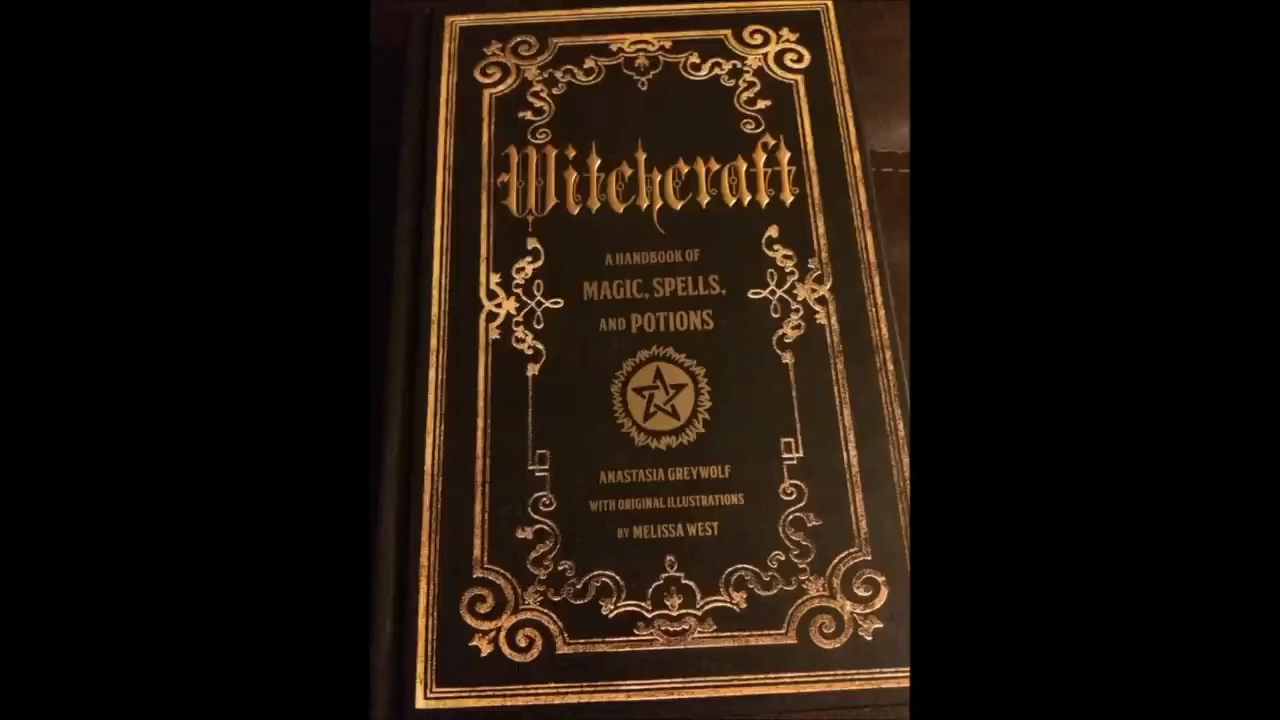 Witchcraft
A HANDBOOK OF
MAGIC, SPELLS,
AND POTIONS
ANASTASIA GREYWOLF
WITH ORIGINAL ILLUSTRATIONS
BY MELISSA WEST